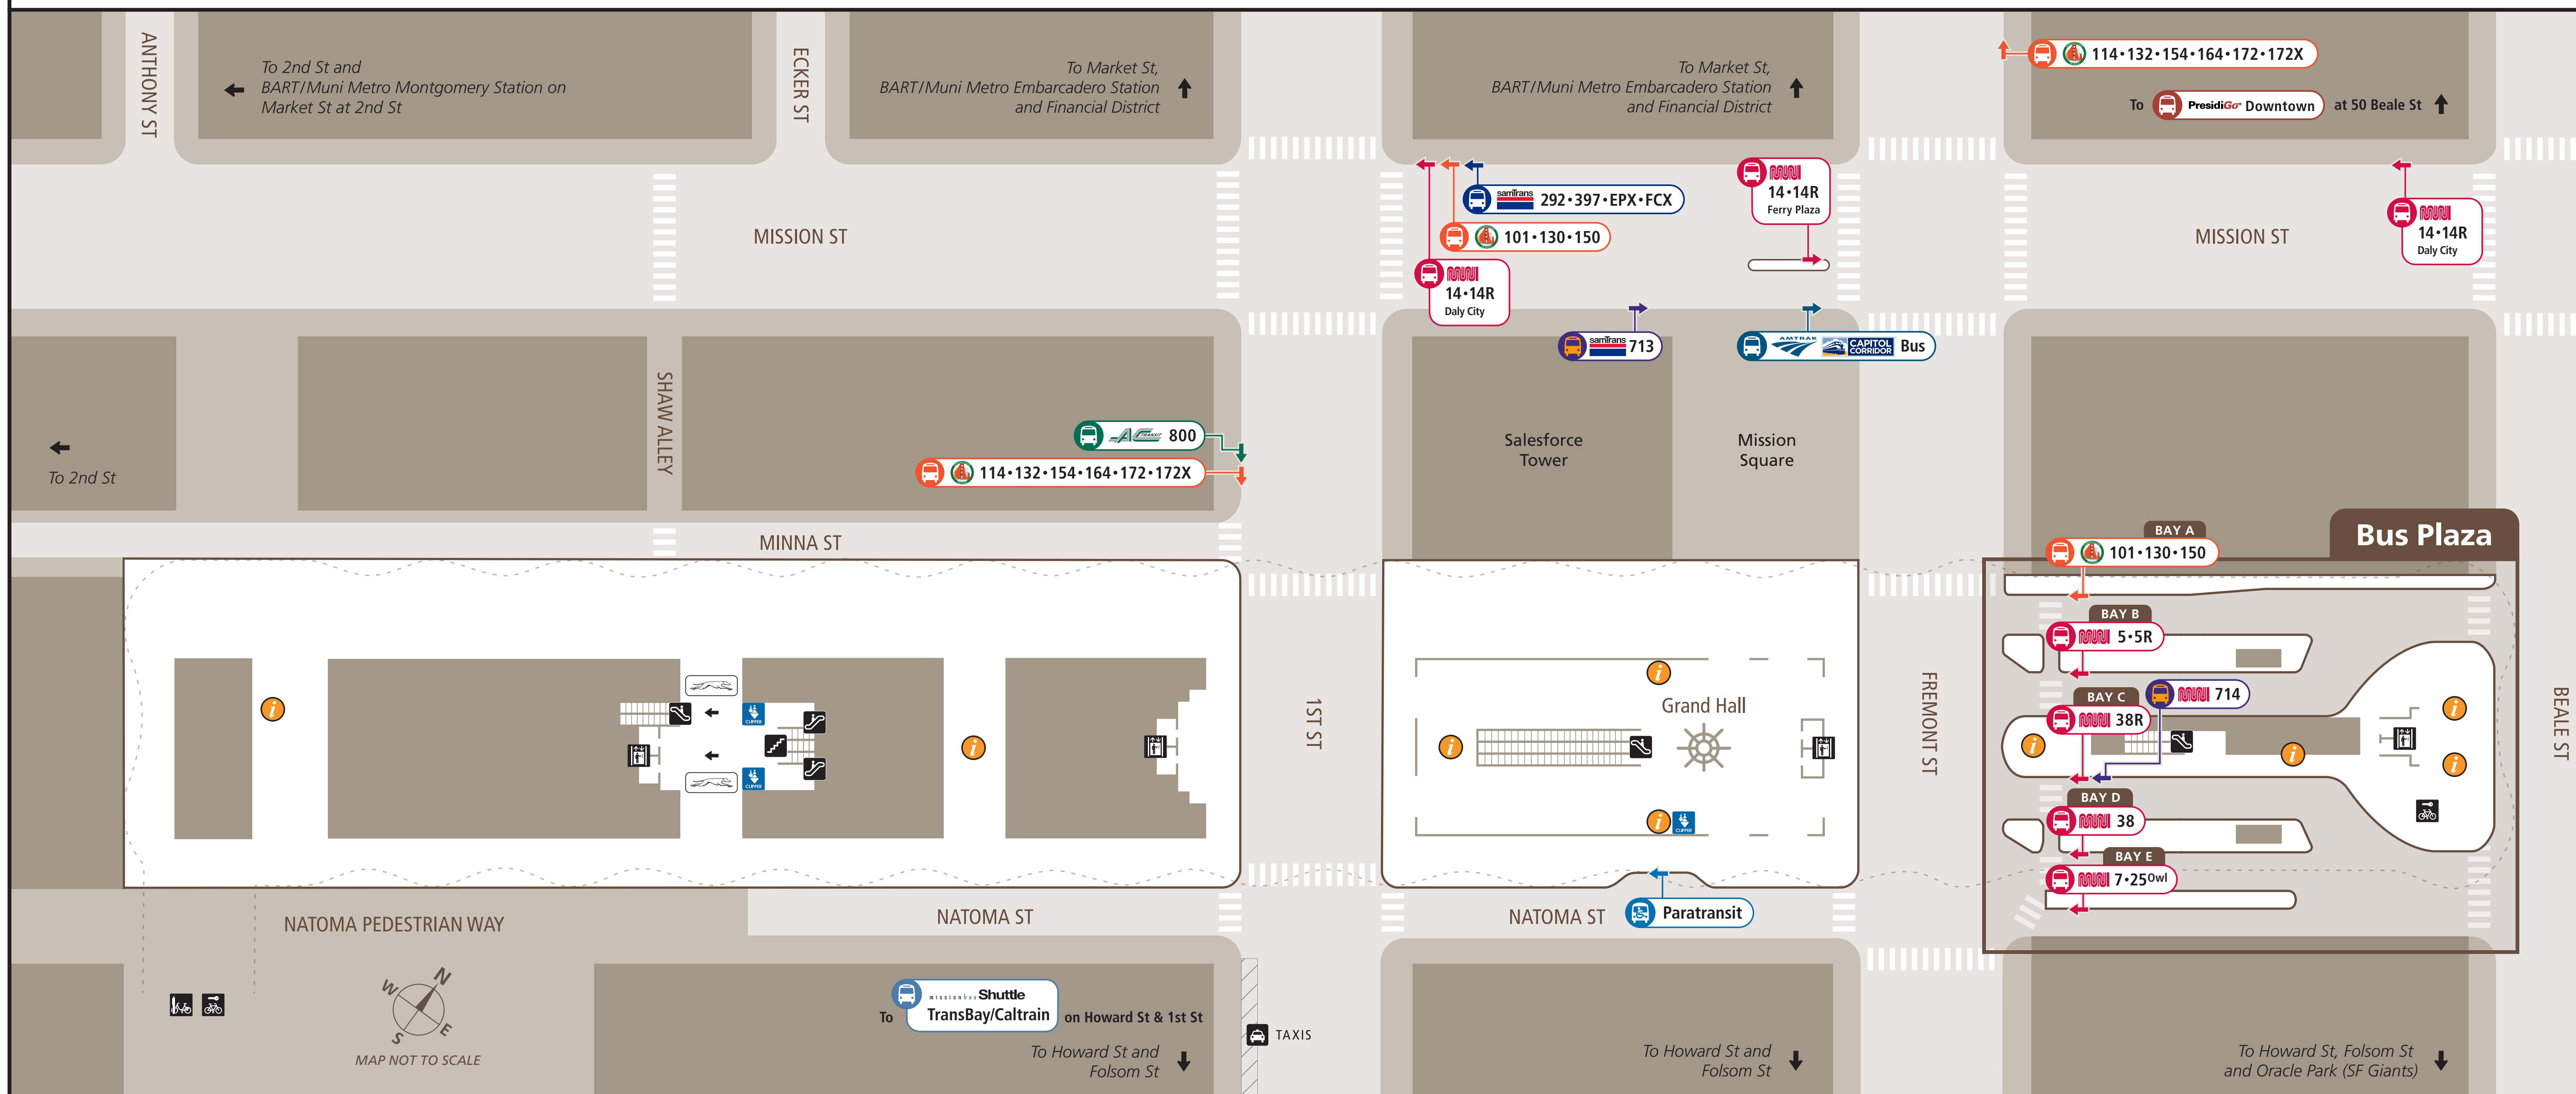 ANTHONY ST
To 2nd St and
BART/Muni Metro Montgomery Station on
Market St at 2nd St
ECKER ST
To Market St,
BART/Muni Metro Embarcadero Station
and Financial District
To Market St,
BART/Muni Metro Embarcadero Station
and Financial District
114•132•154•164•172•172X
To PresidiGo Downtown at 50 Beale St
MISSION ST
samTrans 292•397•EPX•FCX
101•130•150
muni
14•14R
Daly City
muni
14•14R
Ferry Plaza
MISSION ST
muni
14•14R
Daly City
samTrans 713
AMTRAK CAPITOL CORRIDOR Bus
SHAW ALLEY
To 2nd St
AC TRANSIT 800
114•132•154•164•172•172X
Salesforce
Tower
Mission
Square
MINNA ST
Bus Plaza
BAY A
101•130•150
BAY B
muni 5•5R
BAY C
muni 38R
muni 714
BAY D
muni 38
BAY E
muni 7•25Owl
CLIPPER
CLIPPER
1ST ST
Grand Hall
CLIPPER
FREMONT ST
BEALE ST
NATOMA PEDESTRIAN WAY
NATOMA ST
NATOMA ST
Paratransit
N
W
E
S
MAP NOT TO SCALE
To missionbay Shuttle
TransBay/Caltrain on Howard St & 1st St
To Howard St and
Folsom St
TAXIS
To Howard St and
Folsom St
To Howard St, Folsom St
and Oracle Park (SF Giants)